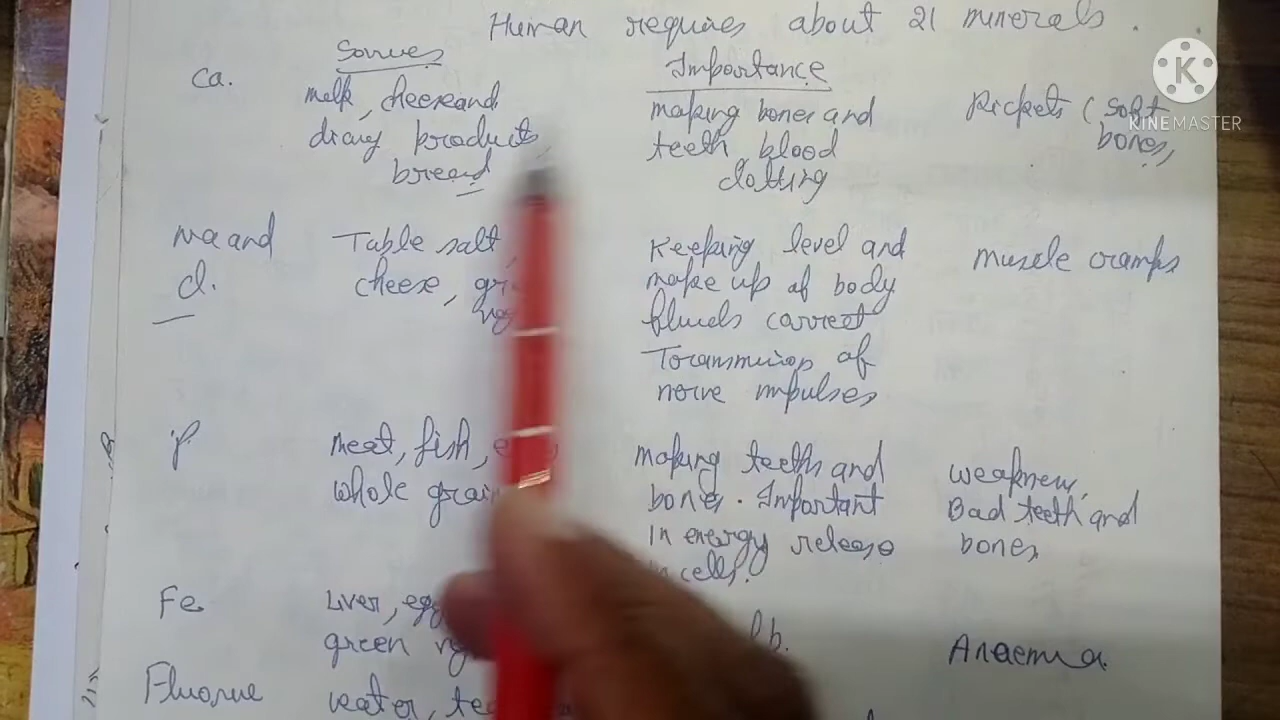 Human requires about 21 minerals.
Sources
Importance
Ca.
milk, cheese and
diary products,
bread
making bones and
teeth blood
clotting
Rickets (soft
bones,
KINEMASTER
Na and
cl.
Table salt,
cheese,
Keeping level and
make up of body
fluids correct
Transmission of
nerve impulses
muscle cramps
P
meat, fish,
whole grain
making teeth and
bones. Important
in energy release
in cells.
weakness,
Bad teeth and
bones
Fe
Liver,
green
Anaemia.
Fluorine
water,